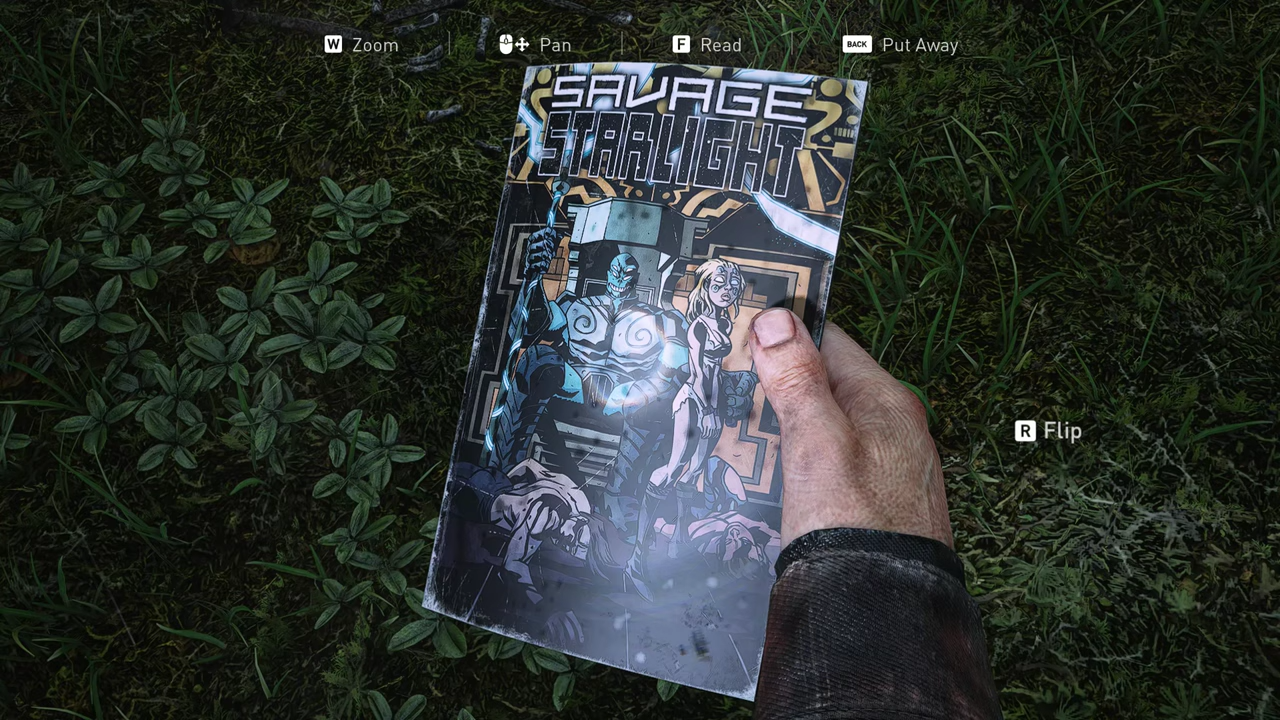 W Zoom
Pan
F Read
BACK Put Away
SAVAGE
STARLIGHT
R Flip